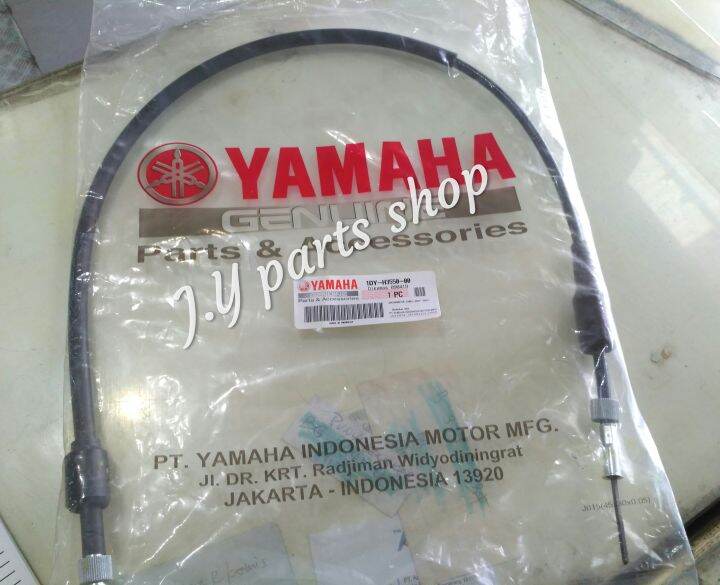 YAMAHA
GENUINE
Parts & Accessories
J.Y parts shop
YAMAHA
GENUINE
Parts & Accessories
1DY-H3550-00
1 PC
PT. YAMAHA INDONESIA MOTOR MFG.
Jl. DR. KRT. Radjiman Widyodiningrat
JAKARTA - INDONESIA 13920